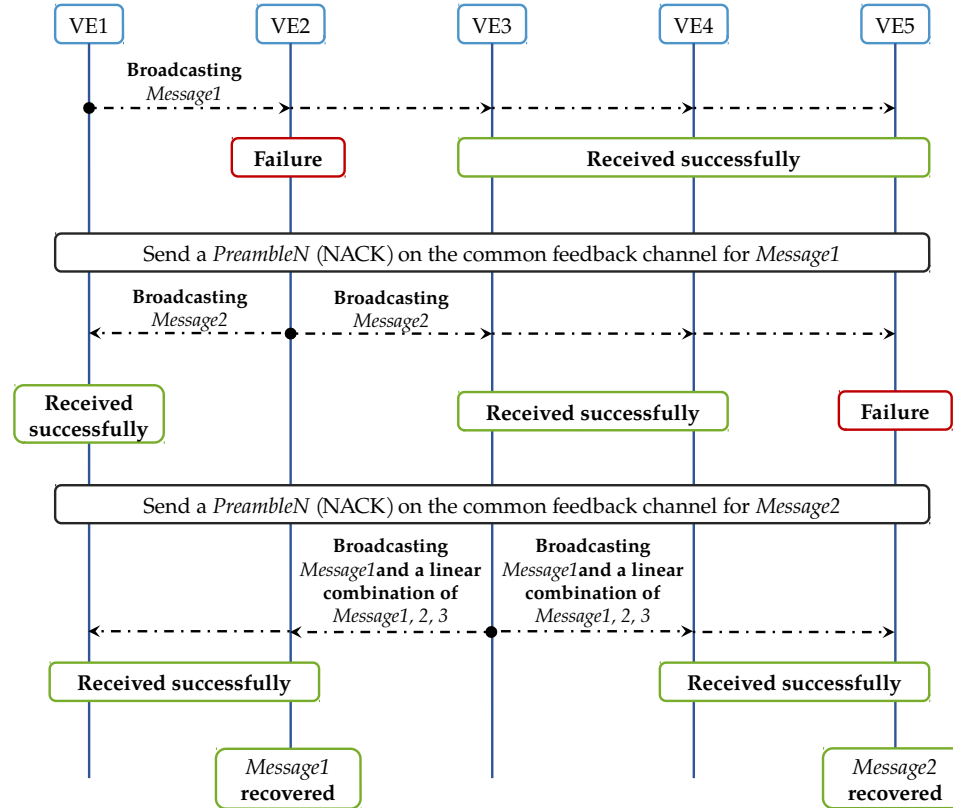 VE1 VE2 VE3 VE4 VE5
Broadcasting
Message1
Failure
Received successfully
Send a PreambleN (NACK) on the common feedback channel for Message1
Broadcasting
Message2
Broadcasting
Message2
Received
successfully
Received successfully
Failure
Send a PreambleN (NACK) on the common feedback channel for Message2
Broadcasting
Message1and a linear
combination of
Message1, 2, 3
Broadcasting
Message1and a linear
combination of
Message1, 2, 3
Received successfully
Received successfully
Message1
recovered
Message2
recovered